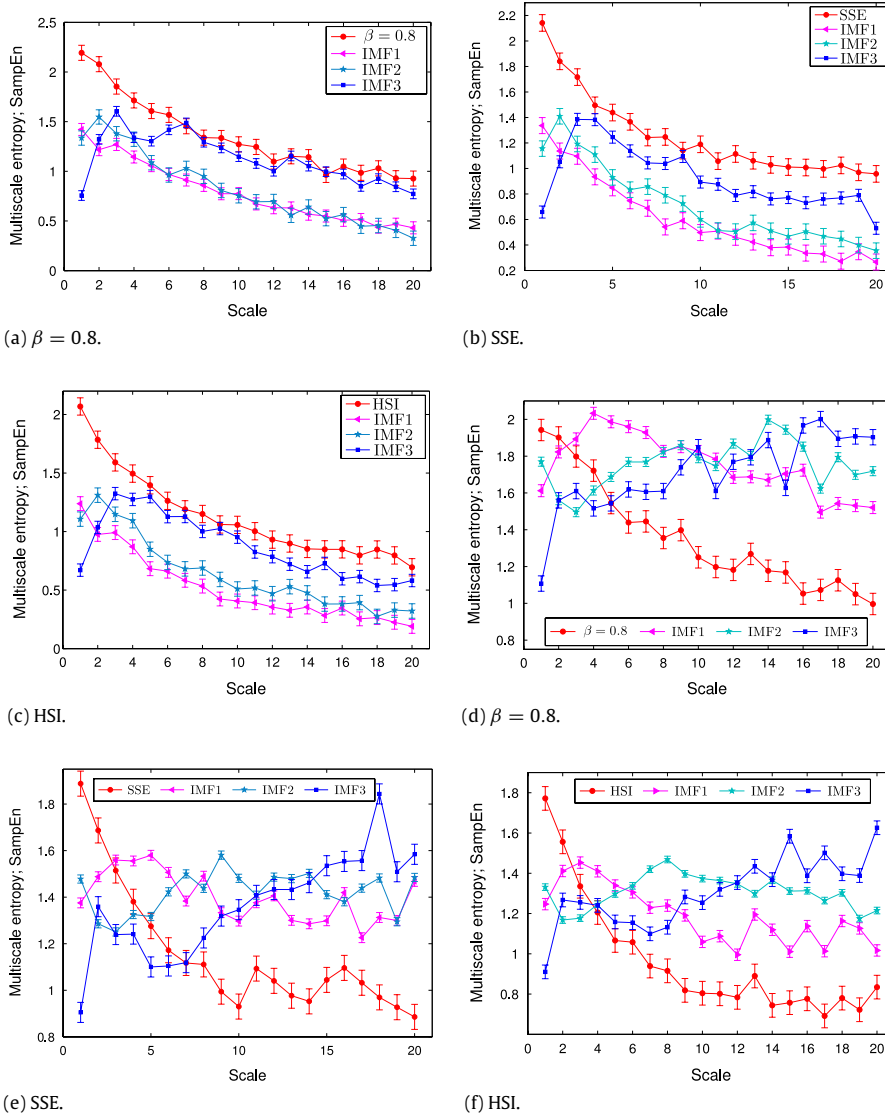 2.5
2
1.5
1
0.5
0
0 2 4 6 8 10 12 14 16 18 20
Multiscale entropy; SampEn
Scale
β = 0.8
IMF1
IMF2
IMF3
(a) β = 0.8.
2.2
2
1.8
1.6
1.4
1.2
1
0.8
0.6
0.4
0.2
0 5 10 15 20
Multiscale entropy; SampEn
Scale
SSE
IMF1
IMF2
IMF3
(b) SSE.
2
1.5
1
0.5
0
0 2 4 6 8 10 12 14 16 18 20
Multiscale entropy; SampEn
Scale
HSI
IMF1
IMF2
IMF3
(c) HSI.
2
1.8
1.6
1.4
1.2
1
0.8
0 2 4 6 8 10 12 14 16 18 20
Multiscale entropy; SampEn
Scale
β = 0.8 IMF1 IMF2 IMF3
(d) β = 0.8.
1.8
1.6
1.4
1.2
1
0.8
0 5 10 15 20
Multiscale entropy; SampEn
Scale
SSE IMF1 IMF2 IMF3
(e) SSE.
1.8
1.6
1.4
1.2
1
0.8
0 2 4 6 8 10 12 14 16 18 20
Multiscale entropy; SampEn
Scale
HSI IMF1 IMF2 IMF3
(f) HSI.